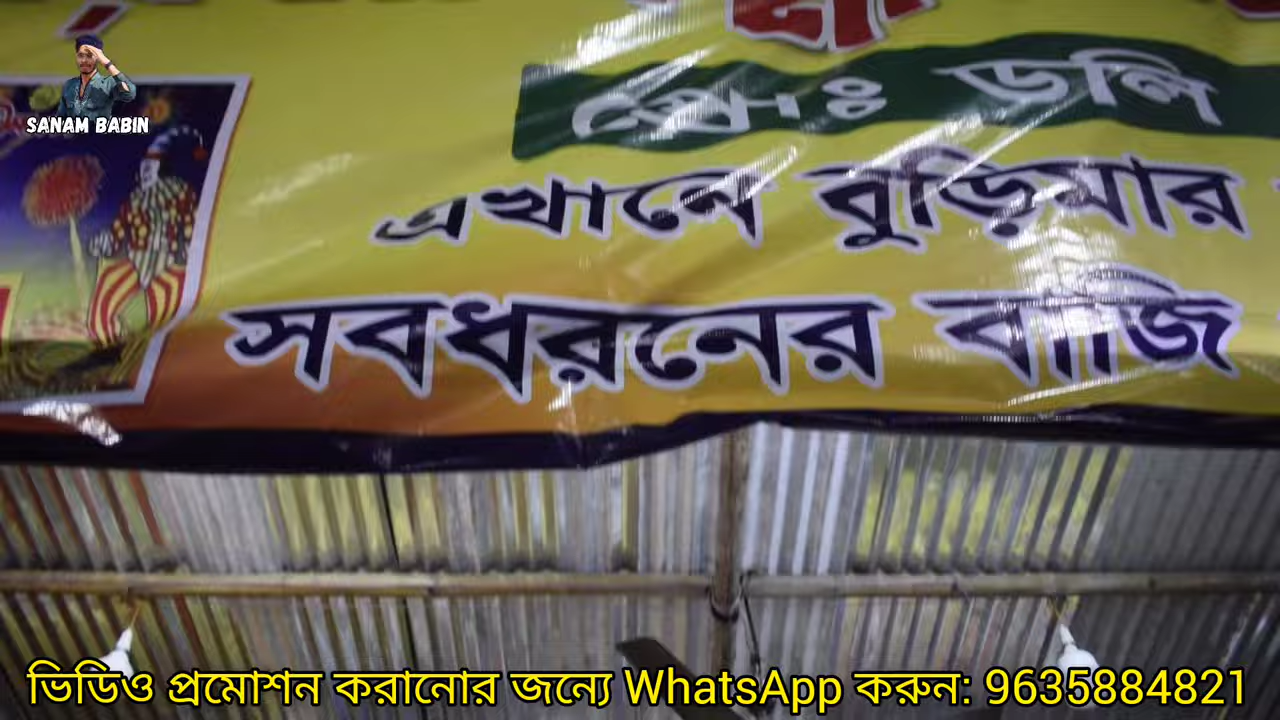 SANAM BABIN
প্রোঃ ডলি
এখানে বুড়িমার
সবধরনের বাজি
ভিডিও প্রমোশন করানোর জন্যে WhatsApp করুন: 9635884821